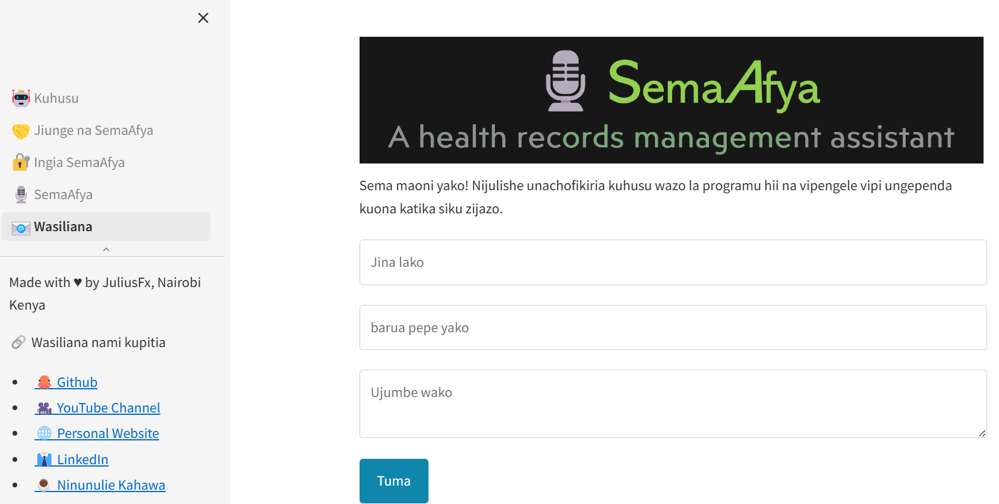 Kuhusu
Jiunge na SemaAfya
Ingia SemaAfya
SemaAfya
Wasiliana
Made with ♥ by JuliusFx, Nairobi
Kenya
Wasiliana nami kupitia
Github
YouTube Channel
Personal Website
LinkedIn
Ninunulie Kahawa
SemaAfya
A health records management assistant
Sema maoni yako! Nijulishe unachofikiria kuhusu wazo la programu hii na vipengele vipi ungependa
kuona katika siku zijazo.
Jina lako
barua pepe yako
Ujumbe wako
Tuma